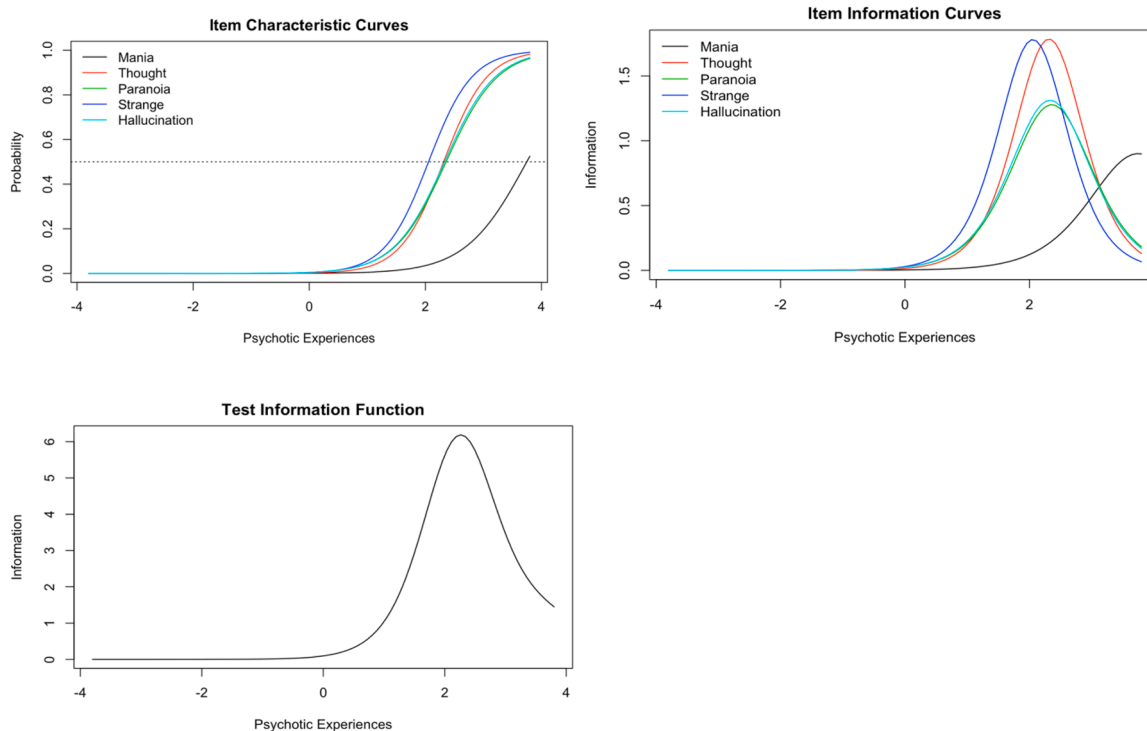 Item Characteristic Curves
Mania
Thought
Paranoia
Strange
Hallucination
Probability
1.0
0.8
0.6
0.4
0.2
0.0
-4 -2 0 2 4
Psychotic Experiences
Item Information Curves
Mania
Thought
Paranoia
Strange
Hallucination
Information
1.5
1.0
0.5
0.0
-4 -2 0 2
Psychotic Experiences
Test Information Function
Information
6
5
4
3
2
1
0
-4 -2 0 2 4
Psychotic Experiences